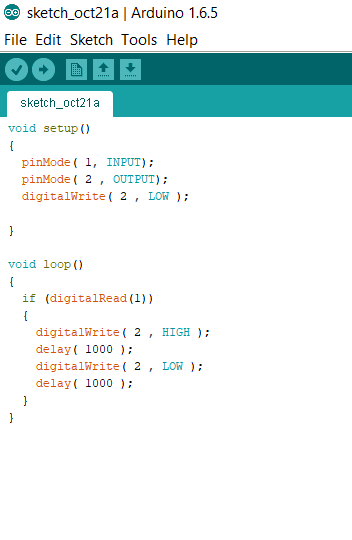 sketch_oct21a | Arduino 1.6.5
File Edit Sketch Tools Help
sketch_oct21a
void setup()
{
  pinMode( 1, INPUT);
  pinMode( 2 , OUTPUT);
  digitalWrite( 2 , LOW );

}

void loop()
{
  if (digitalRead(1))
  {
    digitalWrite( 2 , HIGH );
    delay( 1000 );
    digitalWrite( 2 , LOW );
    delay( 1000 );
  }
}